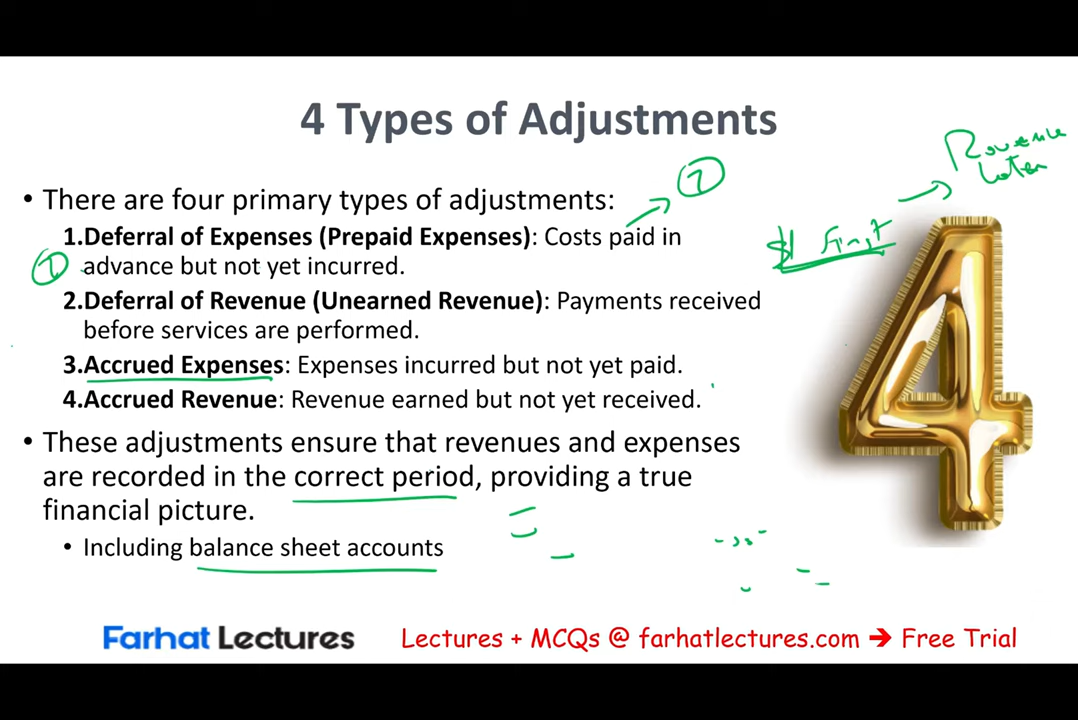 4 Types of Adjustments
Revenue
Later
• There are four primary types of adjustments:
1.Deferral of Expenses (Prepaid Expenses): Costs paid in
advance but not yet incurred.
$ First
2.Deferral of Revenue (Unearned Revenue): Payments received
before services are performed.
3.Accrued Expenses: Expenses incurred but not yet paid.
4.Accrued Revenue: Revenue earned but not yet received.
4
• These adjustments ensure that revenues and expenses
are recorded in the correct period, providing a true
financial picture.
• Including balance sheet accounts
Farhat Lectures
Lectures + MCQs @ farhatlectures.com → Free Trial